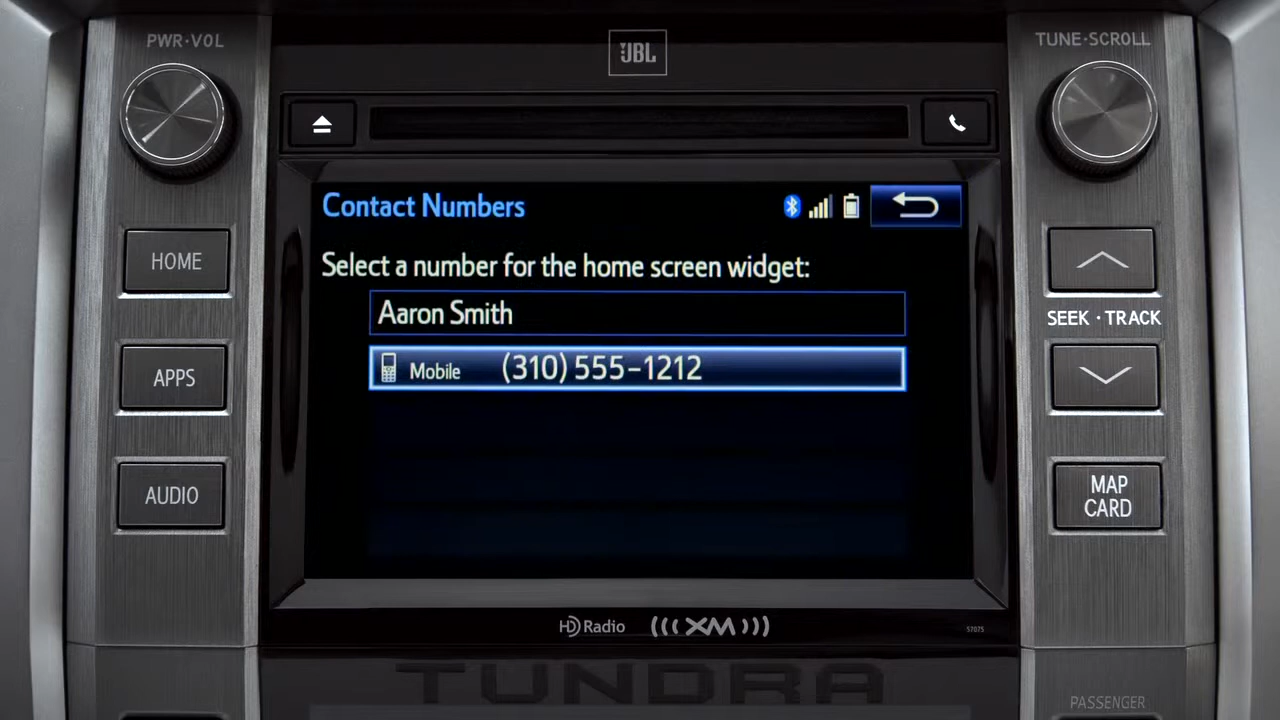 PWR·VOL
JBL
TUNE·SCROLL
Contact Numbers
Select a number for the home screen widget:
HOME
Aaron Smith
SEEK · TRACK
Mobile (310) 555-1212
APPS
AUDIO
MAP
CARD
HD Radio
((( XM )))
57075
TUNDRA
PASSENGER